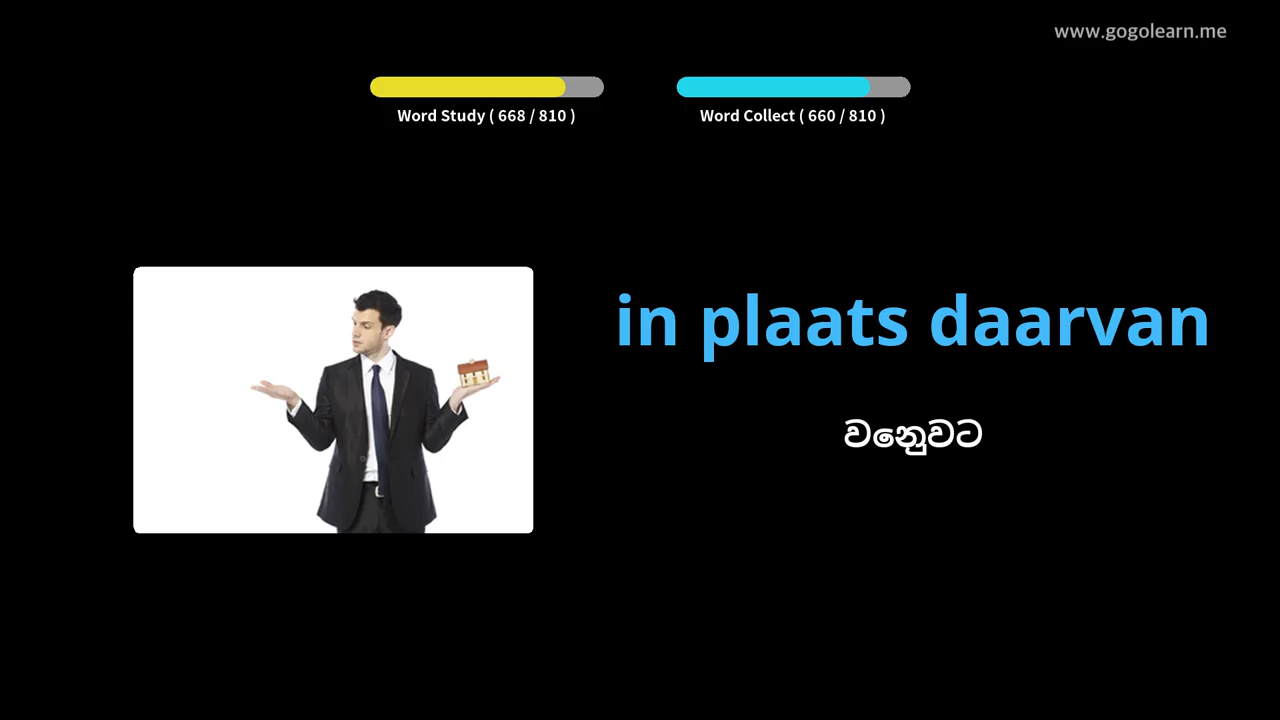 www.gogolearn.me
Word Study ( 668 / 810 )
Word Collect ( 660 / 810 )
in plaats daarvan
වෙනුවට